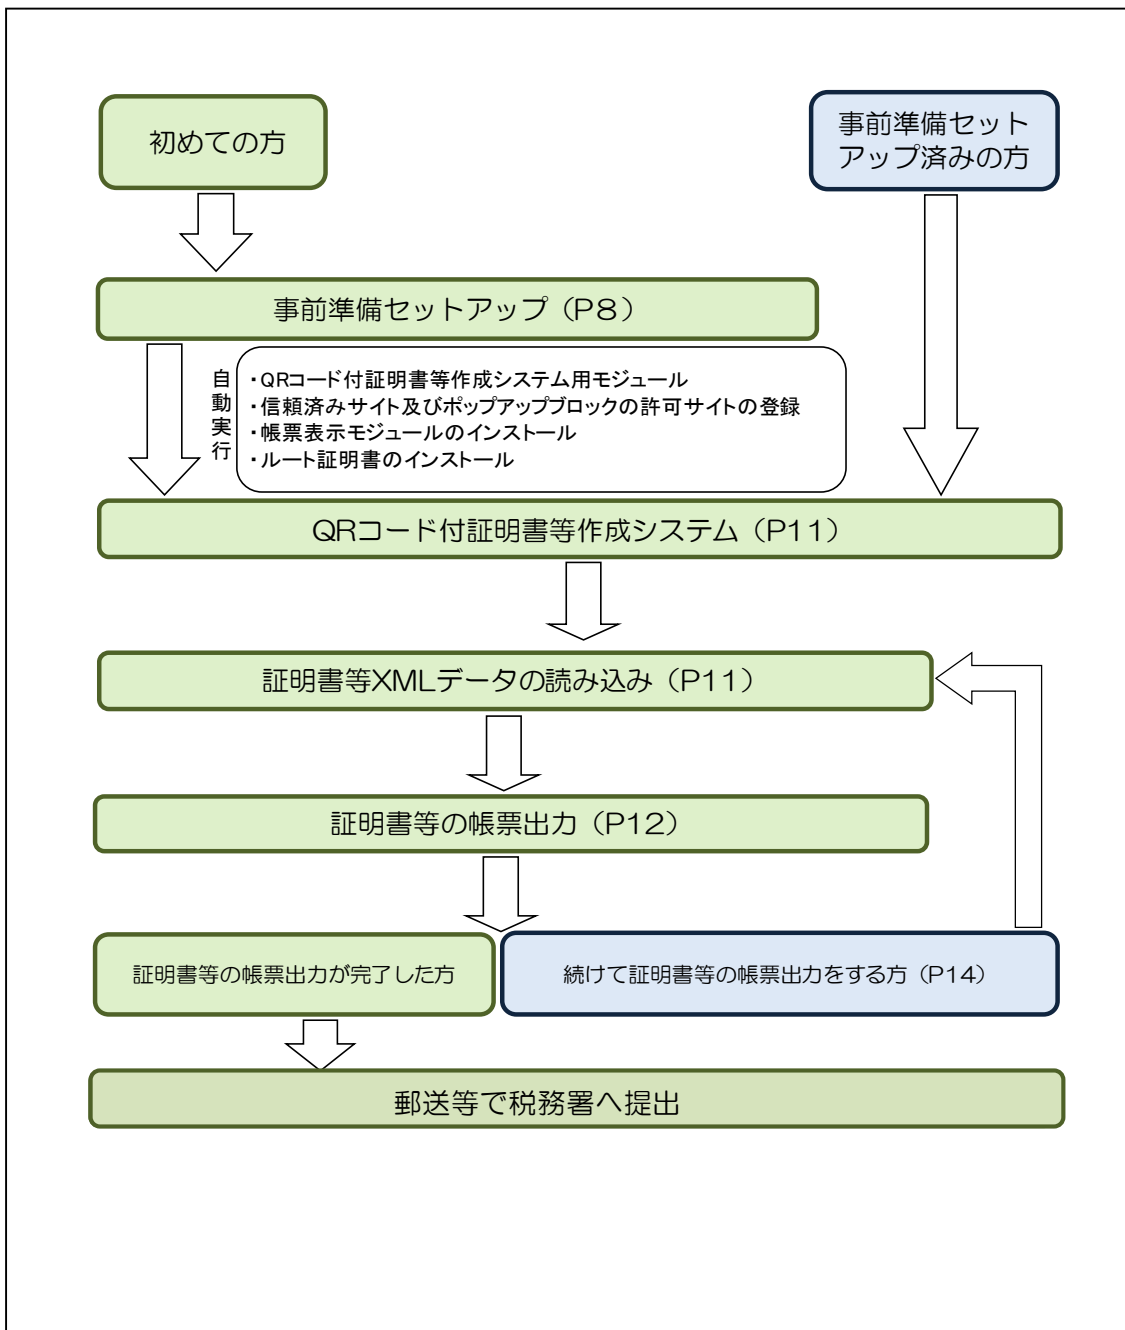 初めての方
事前準備セット
アップ済みの方
事前準備セットアップ（P８）
自動実行
・QRコード付証明書等作成システム用モジュール
・信頼済みサイト及びポップアップブロックの許可サイトの登録
・帳票表示モジュールのインストール
・ルート証明書のインストール
QRコード付証明書等作成システム（P11）
証明書等XMLデータの読み込み（P11）
証明書等の帳票出力（P12）
証明書等の帳票出力が完了した方
続けて証明書等の帳票出力をする方（P14）
郵送等で税務署へ提出